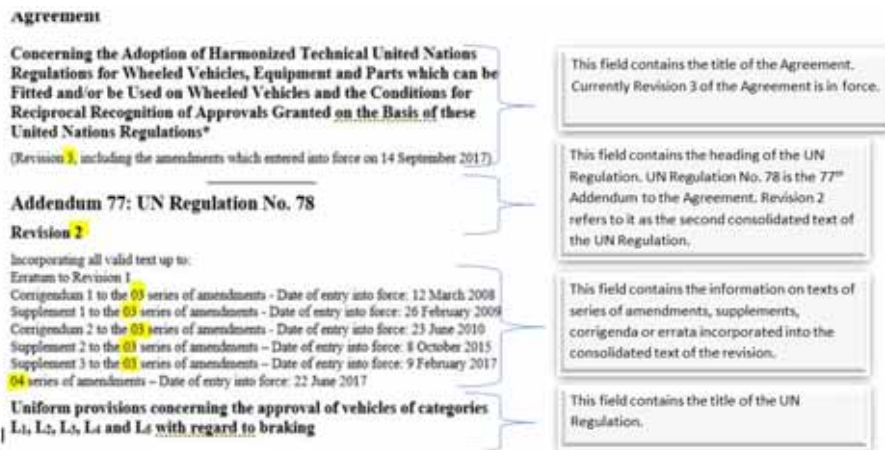 Agreement
Concerning the Adoption of Harmonized Technical United Nations
Regulations for Wheeled Vehicles, Equipment and Parts which can be
Fitted and/or be Used on Wheeled Vehicles and the Conditions for
Reciprocal Recognition of Approvals Granted on the Basis of these
United Nations Regulations*
(Revision 3, including the amendments which entered into force on 14 September 2017)
Addendum 77: UN Regulation No. 78
Revision 2
Incorporating all valid text up to:
Erratum to Revision 1
Corrigendum 1 to the 03 series of amendments - Date of entry into force: 12 March 2008
Supplement 1 to the 03 series of amendments - Date of entry into force: 26 February 2009
Corrigendum 2 to the 03 series of amendments - Date of entry into force: 23 June 2010
Supplement 2 to the 03 series of amendments – Date of entry into force: 8 October 2015
Supplement 3 to the 03 series of amendments – Date of entry into force: 9 February 2017
04 series of amendments – Date of entry into force: 22 June 2017
Uniform provisions concerning the approval of vehicles of categories
L1, L2, L3, L4 and L5 with regard to braking
This field contains the title of the Agreement.
Currently Revision 3 of the Agreement is in force.
This field contains the heading of the UN
Regulation. UN Regulation No. 78 is the 77th
Addendum to the Agreement. Revision 2
refers to it as the second consolidated text of
the UN Regulation.
This field contains the information on texts of
series of amendments, supplements,
corrigenda or errata incorporated into the
consolidated text of the revision.
This field contains the title of the UN
Regulation.